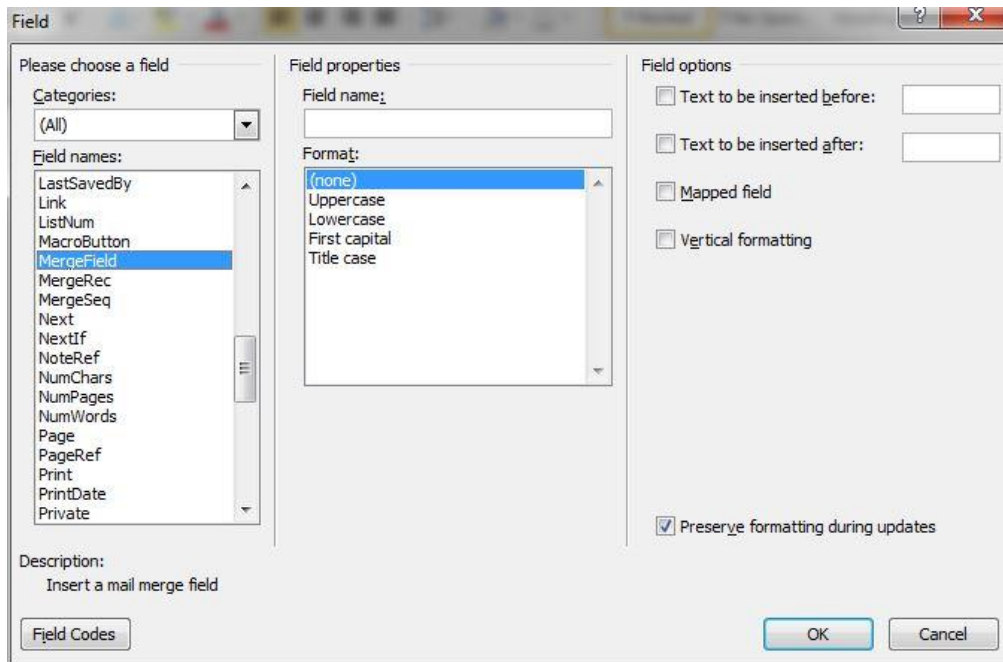 Field
Please choose a field
Categories:
(All)
Field names:
LastSavedBy
Link
ListNum
MacroButton
MergeField
MergeRec
MergeSeq
Next
NextIf
NoteRef
NumChars
NumPages
NumWords
Page
PageRef
Print
PrintDate
Private
Field properties
Field name:
Format:
(none)
Uppercase
Lowercase
First capital
Title case
Field options
Text to be inserted before:
Text to be inserted after:
Mapped field
Vertical formatting
Preserve formatting during updates
Description:
Insert a mail merge field
Field Codes
OK
Cancel